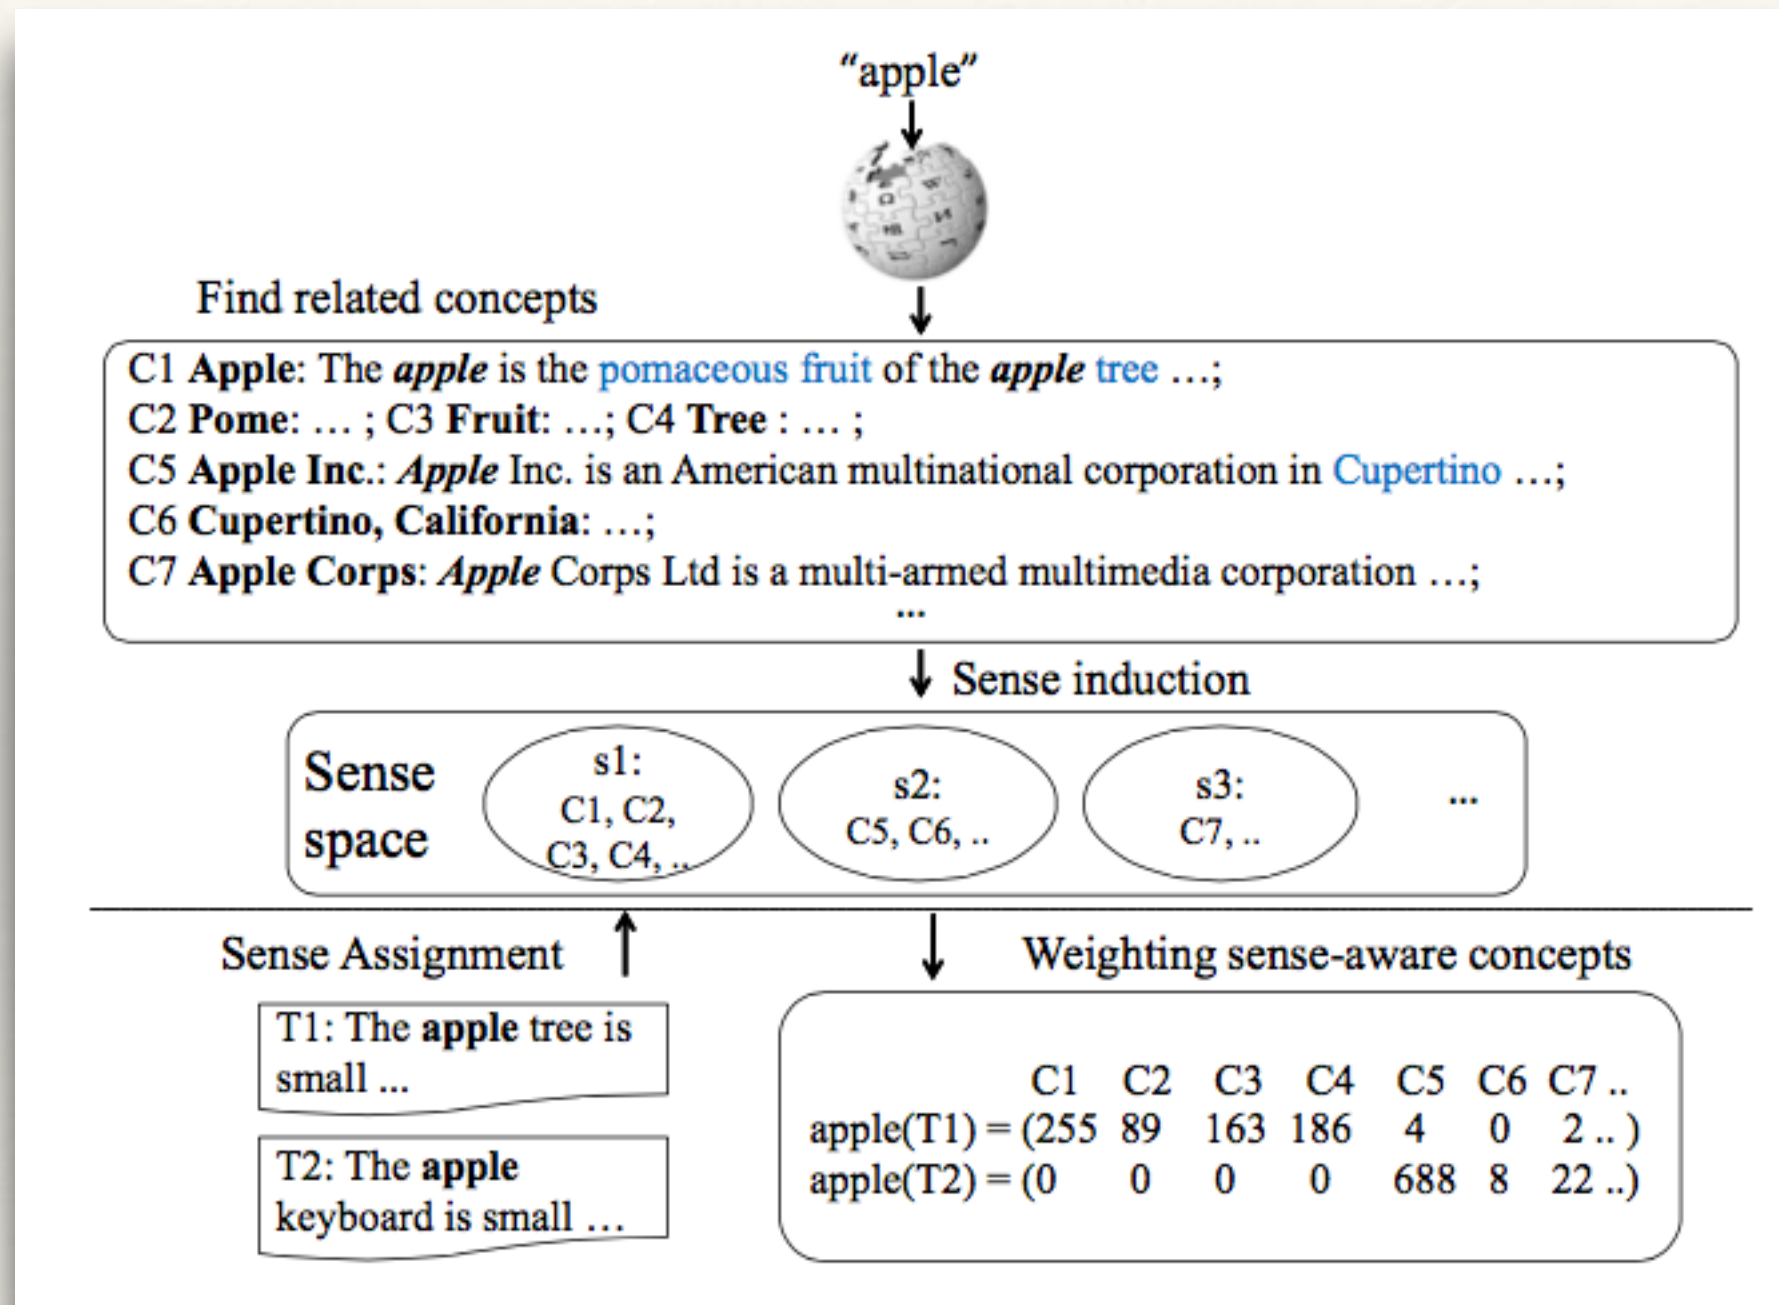 “apple”
Find related concepts
C1 Apple: The apple is the pomaceous fruit of the apple tree …;
C2 Pome: … ; C3 Fruit: …; C4 Tree : … ;
C5 Apple Inc.: Apple Inc. is an American multinational corporation in Cupertino …;
C6 Cupertino, California: …;
C7 Apple Corps: Apple Corps Ltd is a multi-armed multimedia corporation …;
...
Sense induction
Sense
space
s1:
C1, C2,
C3, C4, ..
s2:
C5, C6, ..
s3:
C7, ..
...
Sense Assignment
Weighting sense-aware concepts
T1: The apple tree is
small ...
T2: The apple
keyboard is small …
C1 C2 C3 C4 C5 C6 C7 ..
apple(T1) = (255 89 163 186 4 0 2 .. )
apple(T2) = (0 0 0 0 688 8 22 ..)